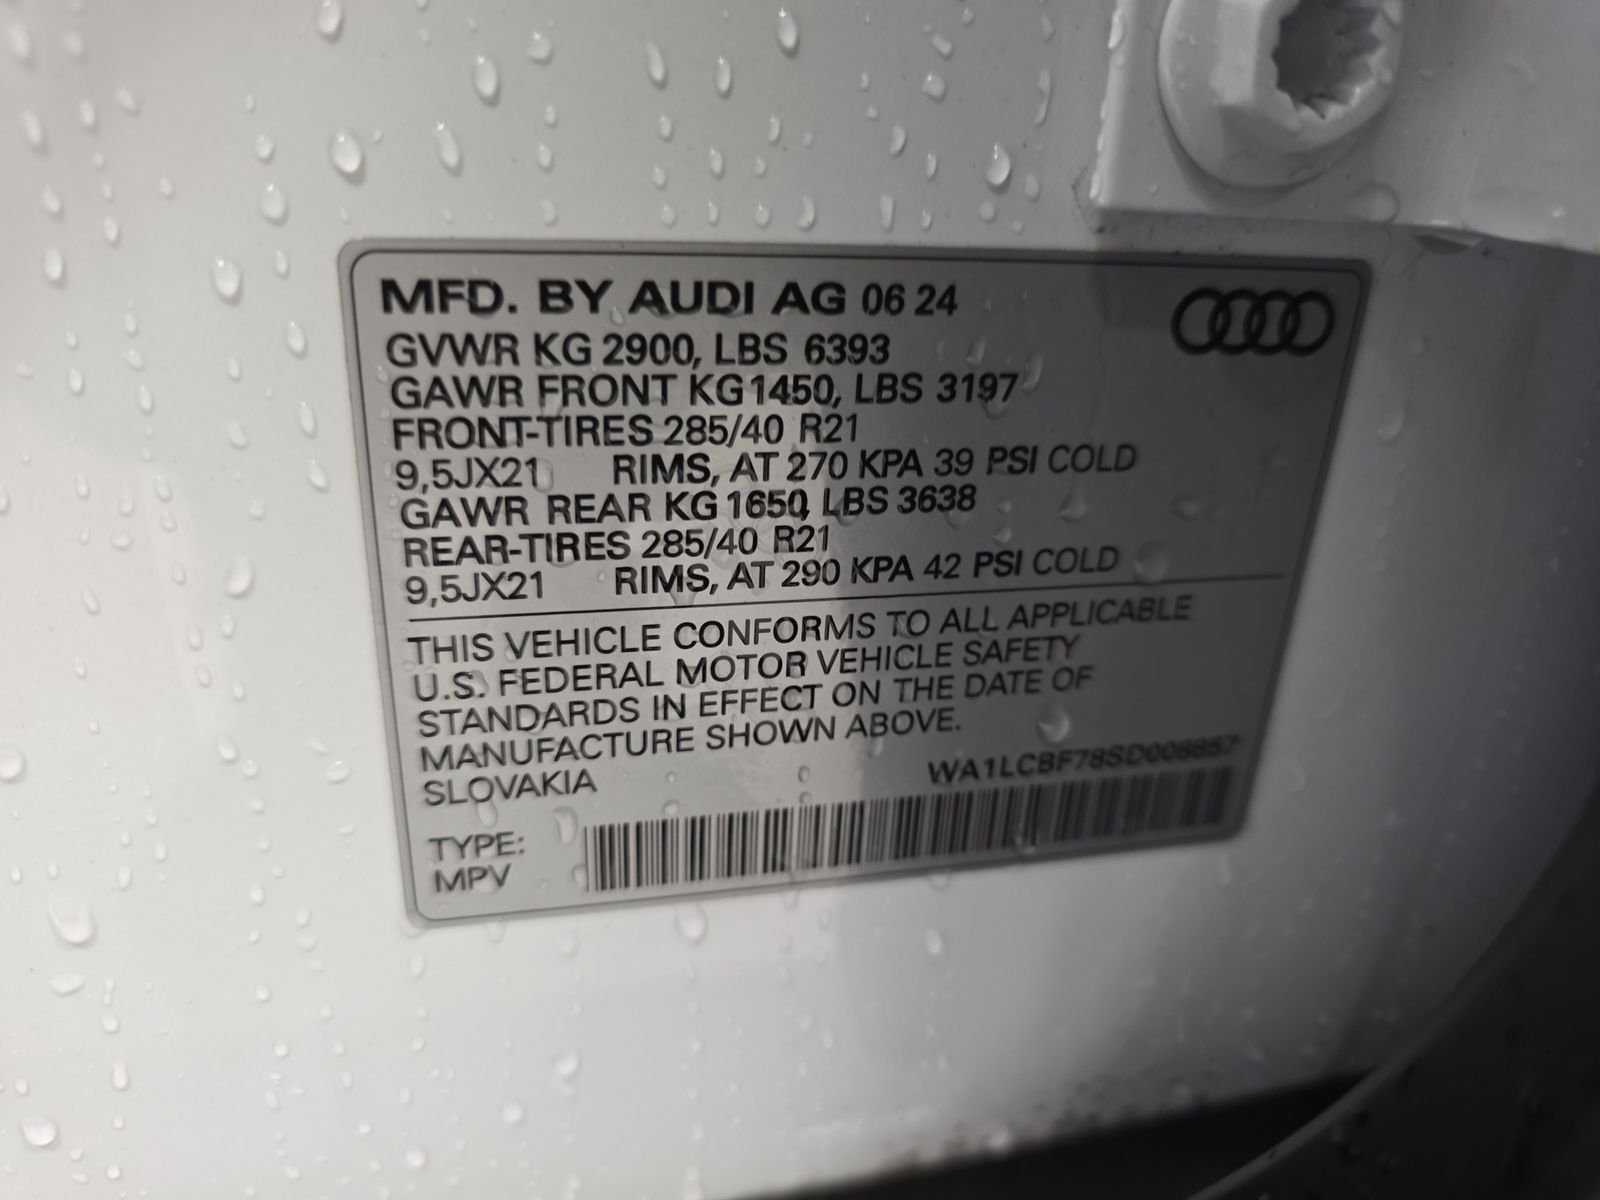 MFD. BY AUDI AG 06 24
GVWR KG 2900, LBS 6393
GAWR FRONT KG 1450, LBS 3197
FRONT-TIRES 285/40 R21
9,5JX21 RIMS, AT 270 KPA 39 PSI COLD
GAWR REAR KG 1650, LBS 3638
REAR-TIRES 285/40 R21
9,5JX21 RIMS, AT 290 KPA 42 PSI COLD
THIS VEHICLE CONFORMS TO ALL APPLICABLE
U.S. FEDERAL MOTOR VEHICLE SAFETY
STANDARDS IN EFFECT ON THE DATE OF
MANUFACTURE SHOWN ABOVE.
SLOVAKIA
TYPE:
MPV